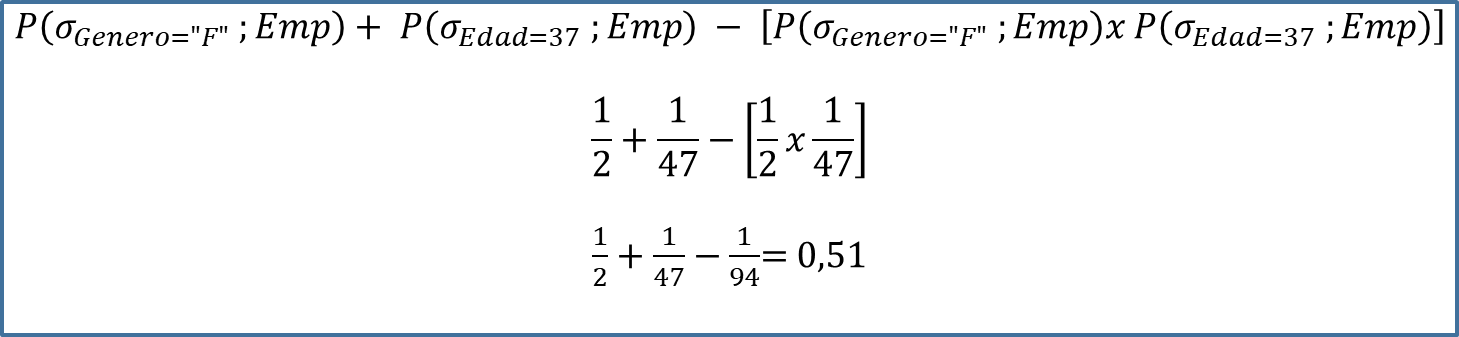 P(σ_{Genero="F"} ; Emp) + P(σ_{Edad=37} ; Emp) − [P(σ_{Genero="F"} ; Emp) x P(σ_{Edad=37} ; Emp)]
1/2 + 1/47 − [1/2 x 1/47]
1/2 + 1/47 − 1/94 = 0,51